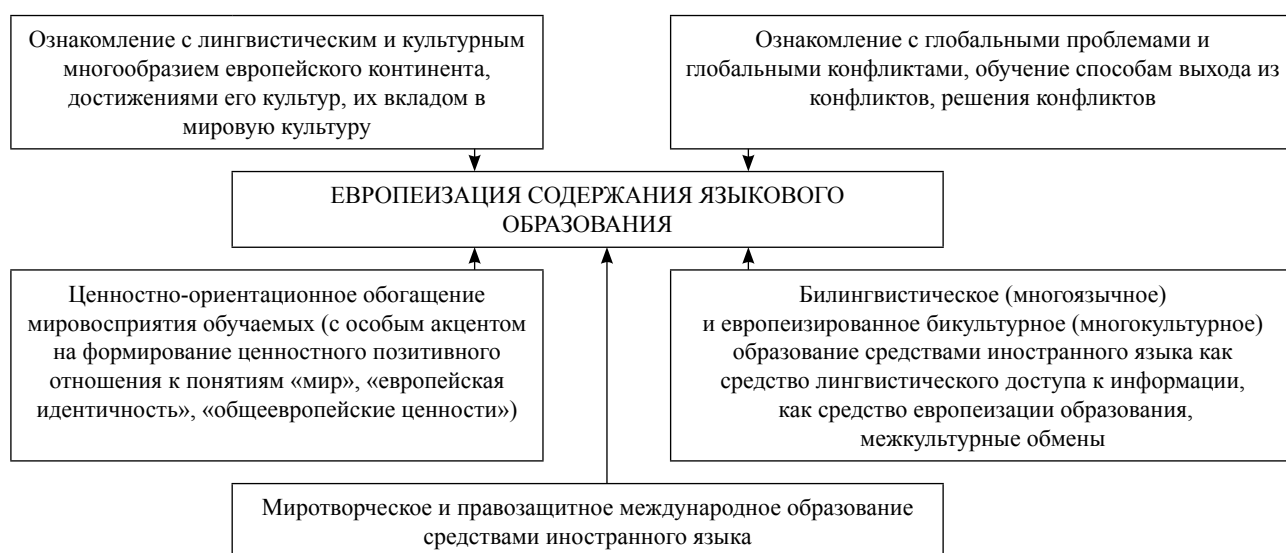 Ознакомление с лингвистическим и культурным
многообразием европейского континента,
достижениями его культур, их вкладом в
мировую культуру
Ознакомление с глобальными проблемами и
глобальными конфликтами, обучение способам выхода из
конфликтов, решения конфликтов
ЕВРОПЕИЗАЦИЯ СОДЕРЖАНИЯ ЯЗЫКОВОГО
ОБРАЗОВАНИЯ
Ценностно-ориентационное обогащение
мировосприятия обучаемых (с особым акцентом
на формирование ценностного позитивного
отношения к понятиям «мир», «европейская
идентичность», «общеевропейские ценности»)
Билингвистическое (многоязычное)
и европеизированное бикультурное (многокультурное)
образование средствами иностранного языка как
средство лингвистического доступа к информации,
как средство европеизации образования,
межкультурные обмены
Миротворческое и правозащитное международное образование
средствами иностранного языка